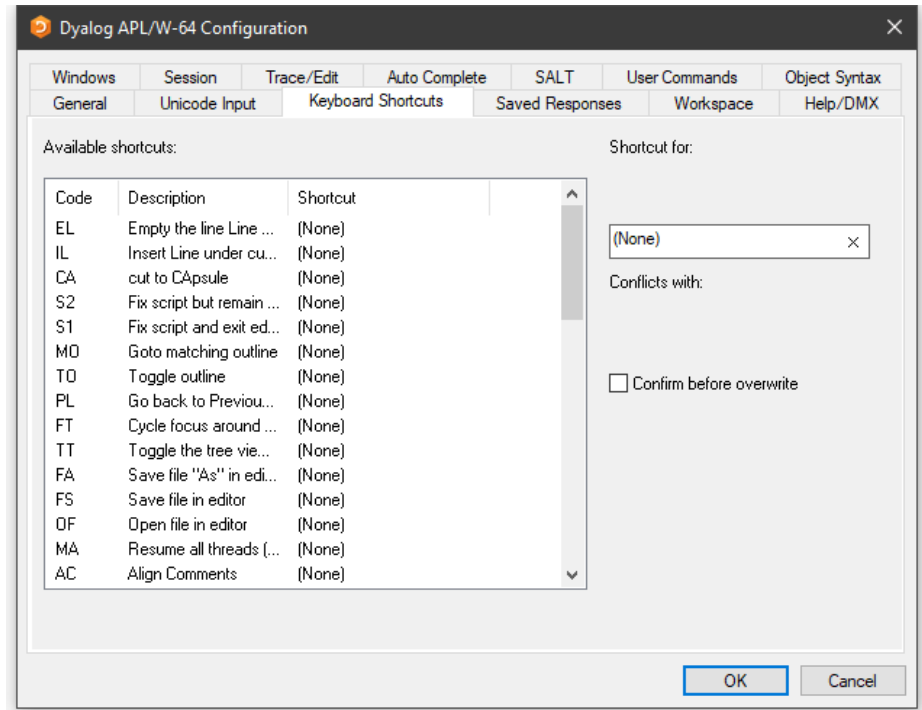 Dyalog APL/W-64 Configuration
Windows Session Trace/Edit Auto Complete SALT User Commands Object Syntax
General Unicode Input Keyboard Shortcuts Saved Responses Workspace Help/DMX
Available shortcuts:
Shortcut for:
Code Description Shortcut
EL Empty the line Line ... (None)
IL Insert Line under cu... (None)
CA cut to CApsule (None)
S2 Fix script but remain ... (None)
S1 Fix script and exit ed... (None)
MO Goto matching outline (None)
TO Toggle outline (None)
PL Go back to Previou... (None)
FT Cycle focus around ... (None)
TT Toggle the tree vie... (None)
FA Save file "As" in edi... (None)
FS Save file in editor (None)
OF Open file in editor (None)
MA Resume all threads (... (None)
AC Align Comments (None)
(None)
Conflicts with:
Confirm before overwrite
OK Cancel